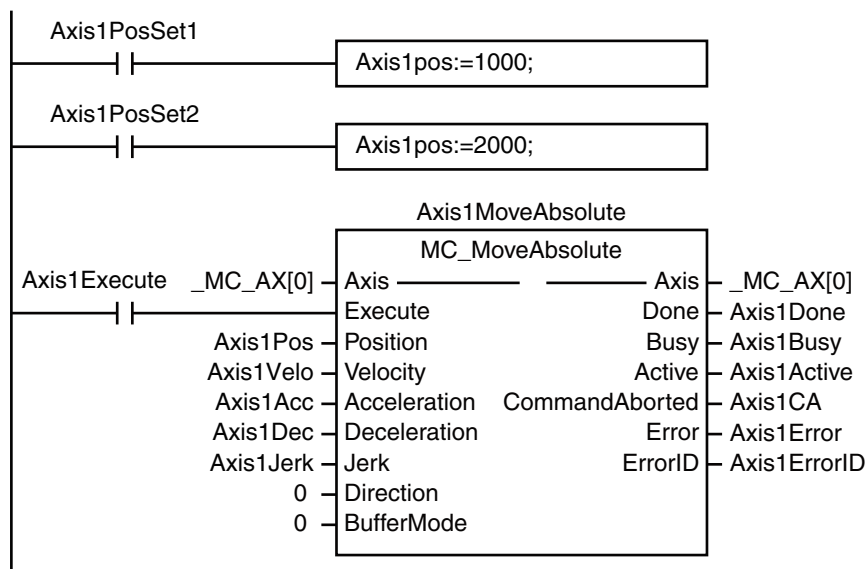 Axis1PosSet1
Axis1pos:=1000;
Axis1PosSet2
Axis1pos:=2000;
Axis1MoveAbsolute
MC_MoveAbsolute
Axis1Execute _MC_AX[0] Axis Axis _MC_AX[0]
Execute Done Axis1Done
Axis1Pos Position Busy Axis1Busy
Axis1Velo Velocity Active Axis1Active
Axis1Acc Acceleration CommandAborted Axis1CA
Axis1Dec Deceleration Error Axis1Error
Axis1Jerk Jerk ErrorID Axis1ErrorID
0 Direction
0 BufferMode